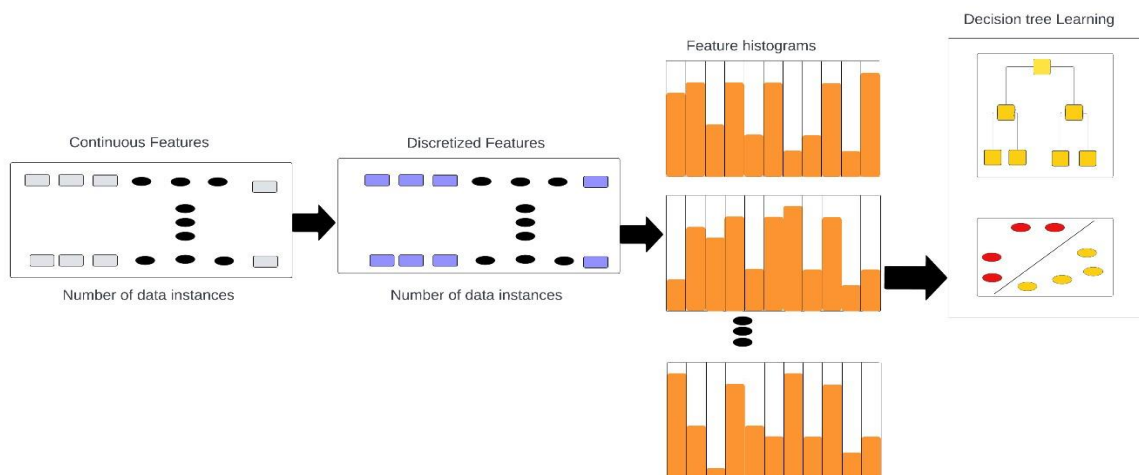 Decision tree Learning
Feature histograms
Continuous Features
Discretized Features
Number of data instances
Number of data instances